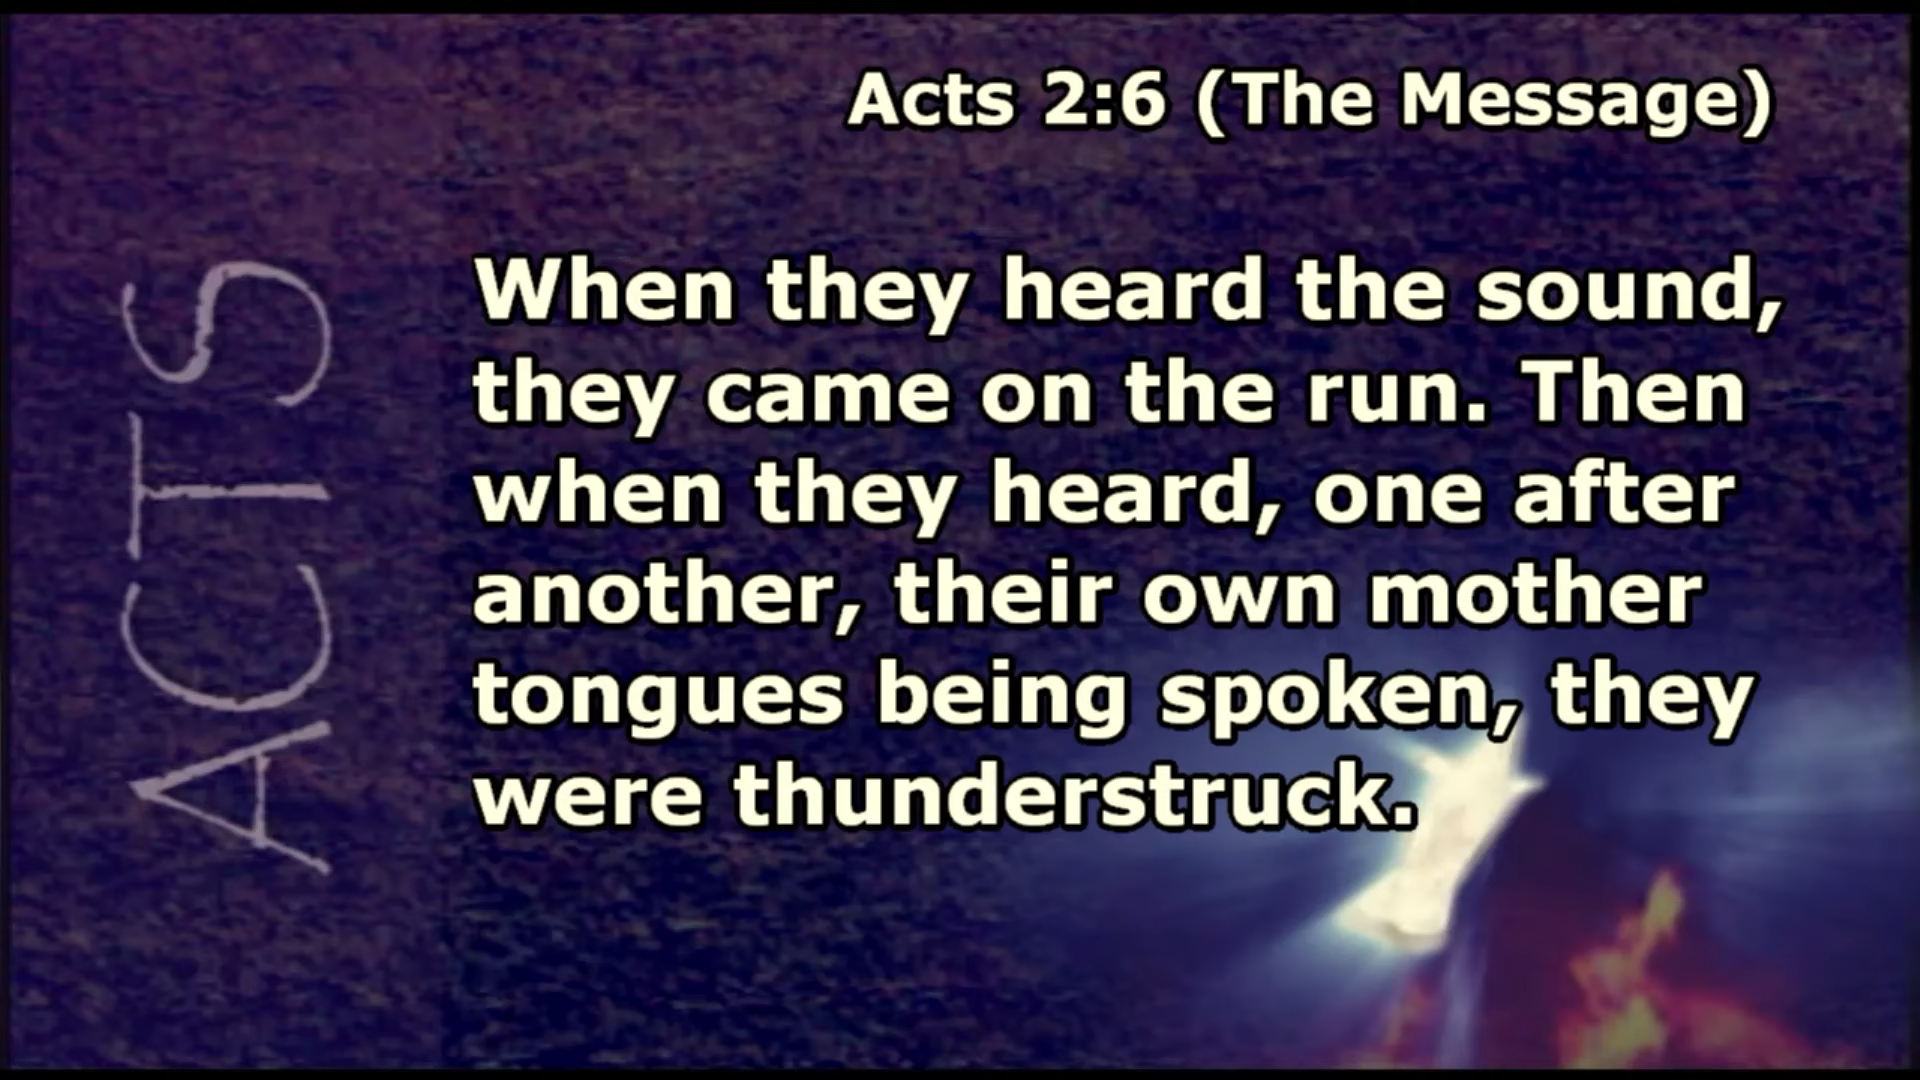 ACTS
Acts 2:6 (The Message)
When they heard the sound,
they came on the run. Then
when they heard, one after
another, their own mother
tongues being spoken, they
were thunderstruck.